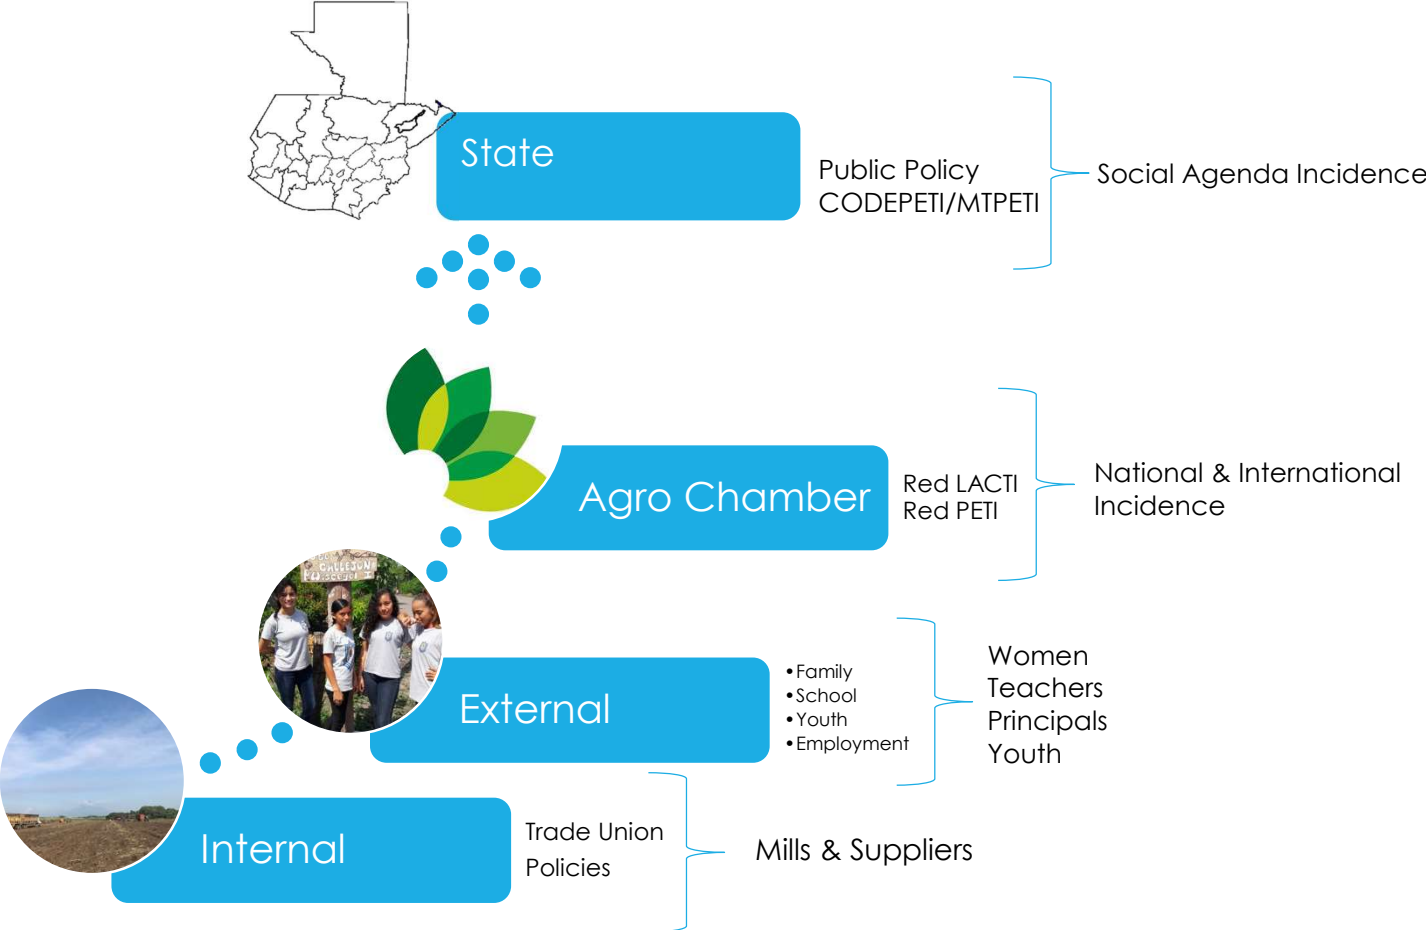 State
Public Policy
CODEPETI/MTPETI
Social Agenda Incidence
Agro Chamber
Red LACTI
Red PETI
National & International
Incidence
CALLEJON
External
•Family
•School
•Youth
•Employment
Women
Teachers
Principals
Youth
Internal
Trade Union
Policies
Mills & Suppliers